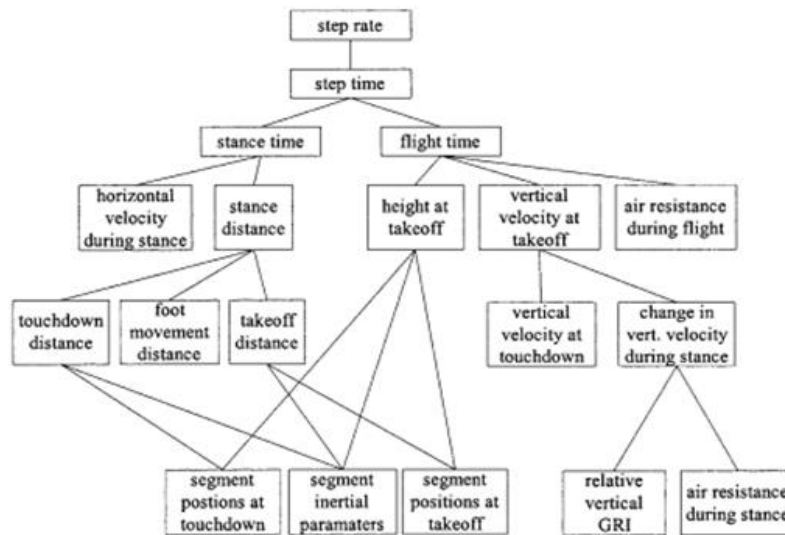 step rate
step time
stance time
flight time
horizontal
velocity
during stance
stance
distance
height at
takeoff
vertical
velocity at
takeoff
air resistance
during flight
touchdown
distance
foot
movement
distance
takeoff
distance
vertical
velocity at
touchdown
change in
vert. velocity
during stance
segment
postions at
touchdown
segment
inertial
paramaters
segment
positions at
takeoff
relative
vertical
GRI
air resistance
during stance